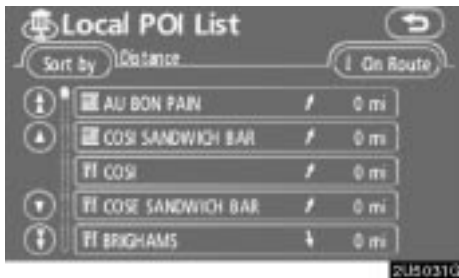 Local POI List
Sort by Distance On Route
AU BON PAIN 0 mi
COSI SANDWICH BAR 0 mi
COSI 0 mi
COSE SANDWICH BAR 0 mi
BRIGHAMS 0 mi
2U5031G